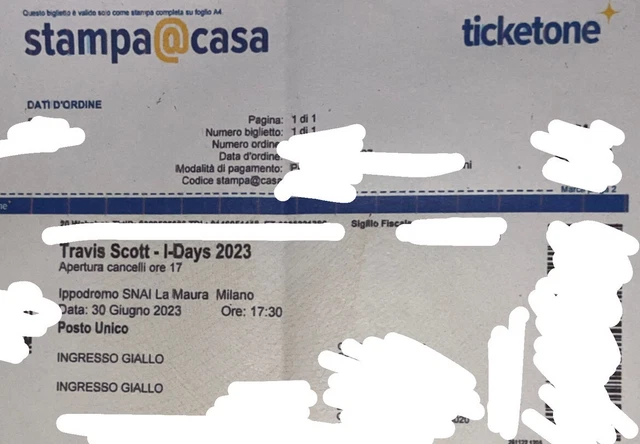 Questo biglietto è valido solo come stampa completa su foglio A4.
stampa@casa
ticketone
DATI D'ORDINE
Pagina: 1 di 1
Numero biglietto: 1 di 1
Numero ordine
Data d'ordine
Modalità di pagamento:
Codice stampa@casa
Sigillo Fiscale
Travis Scott - I-Days 2023
Apertura cancelli ore 17
Ippodromo SNAI La Maura Milano
Data: 30 Giugno 2023 Ore: 17:30
Posto Unico
INGRESSO GIALLO
INGRESSO GIALLO